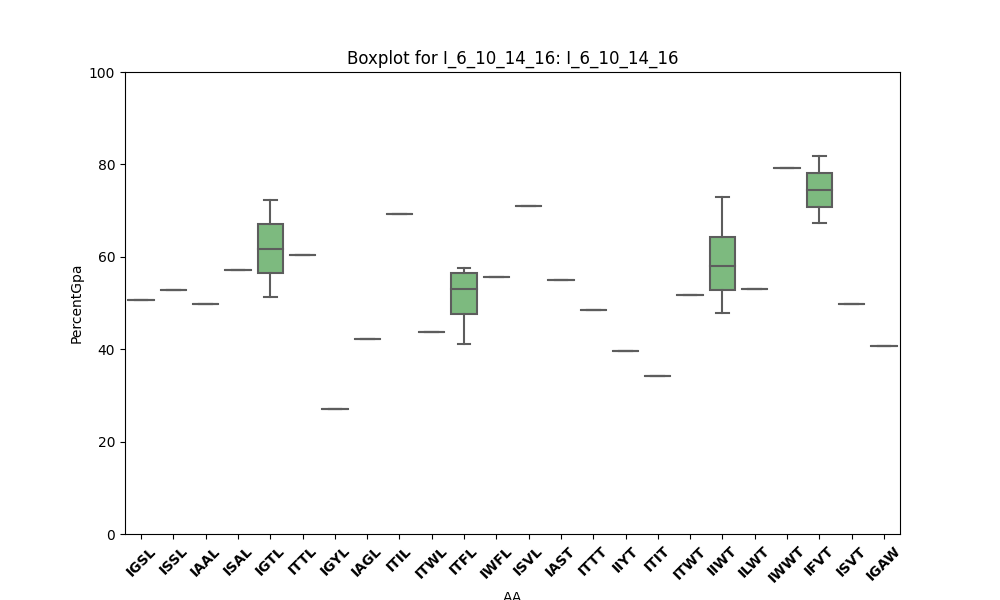 Boxplot for I_6_10_14_16: I_6_10_14_16
PercentGpa
100
80
60
40
20
0
IGSL ISSL IAAL ISAL IGTL ITTL IGYL IAGL ITIL ITWL ITFL IWFL ISVL IAST ITTT IIYT ITIT ITWT IIWT ILWT IWWT IFVT ISVT IGAW
AA